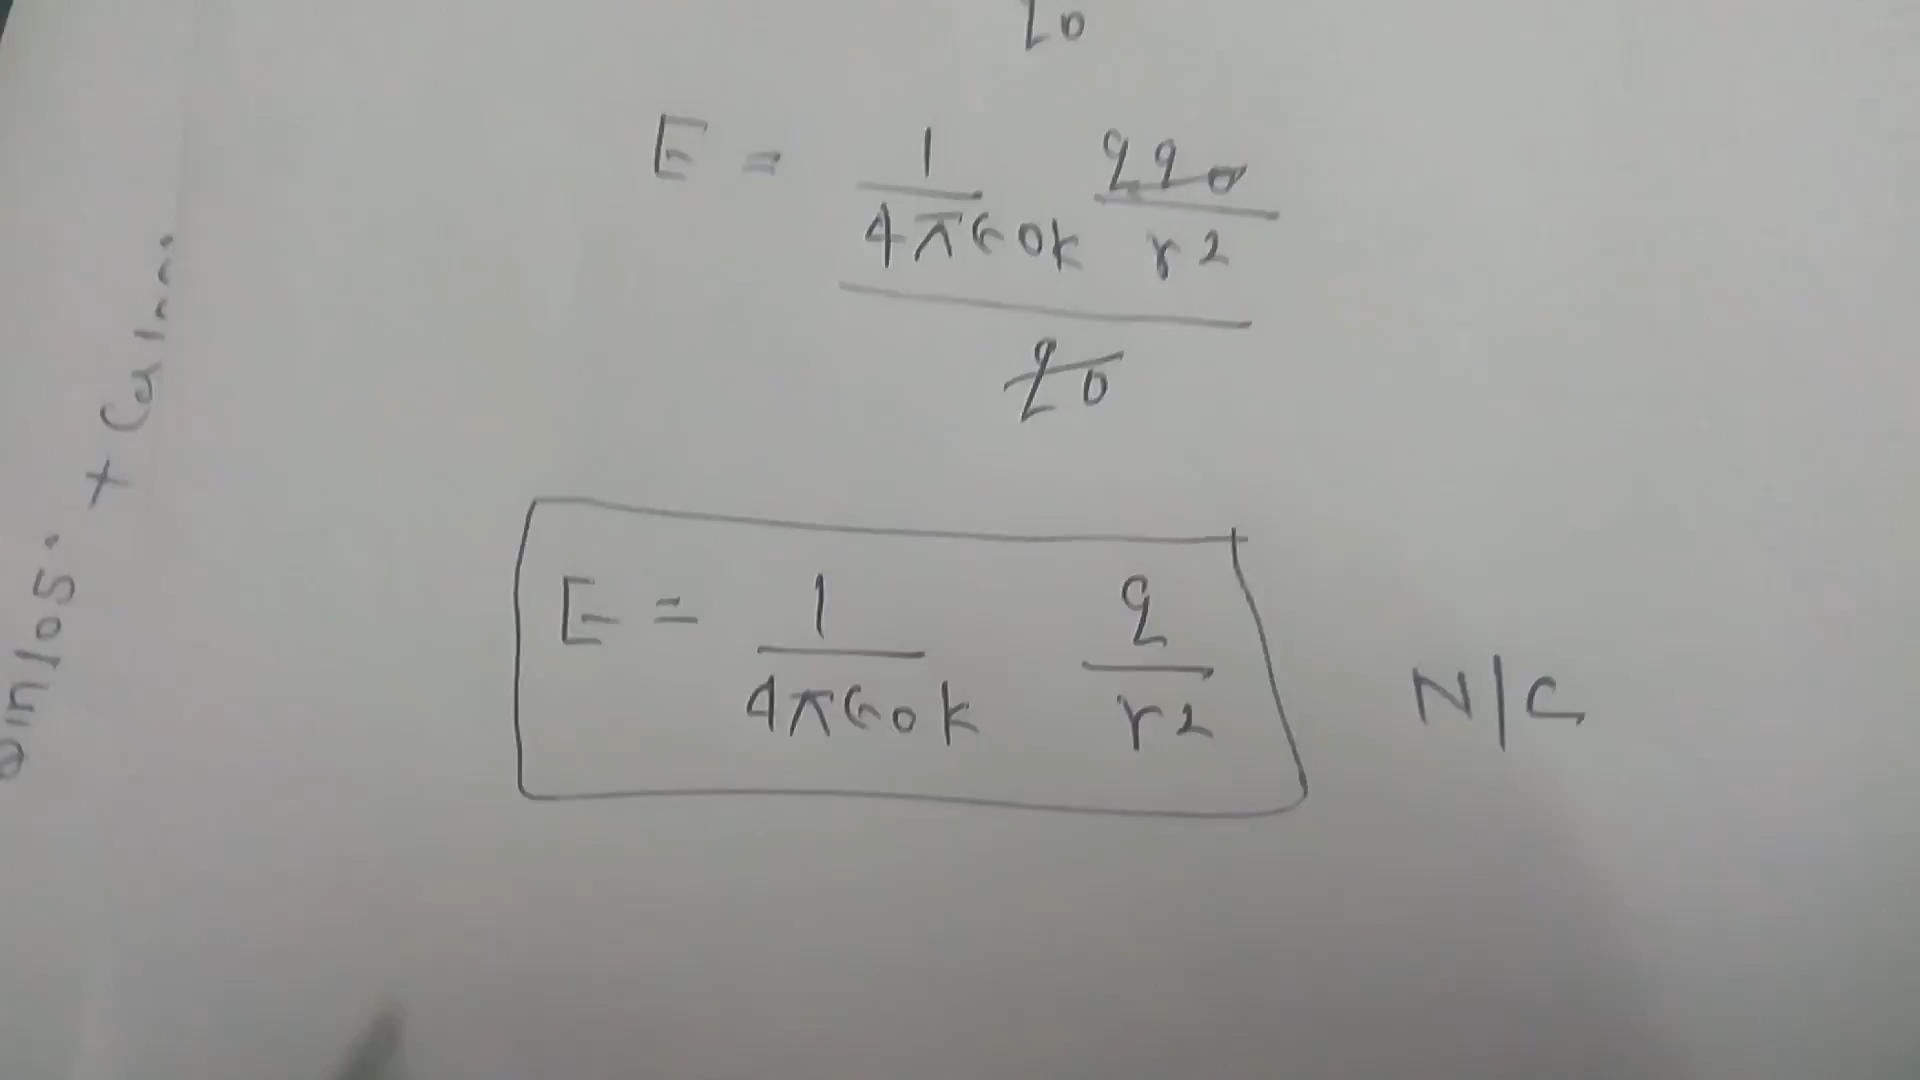 q0
E = 1/4πε0k qq0/r2 / q0
E = 1/4πε0k q/r2 N/C